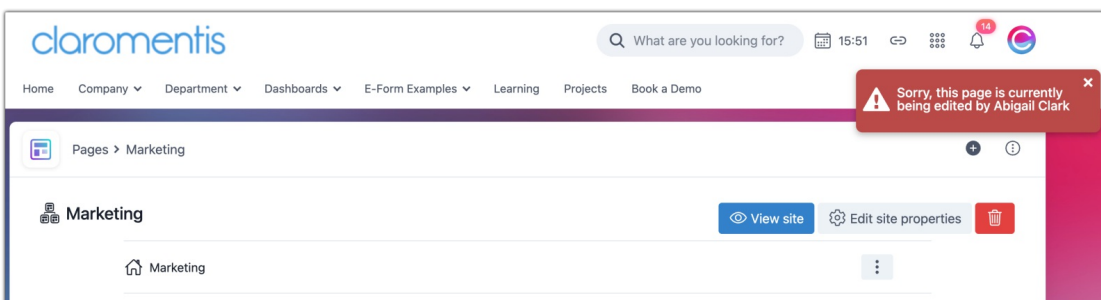 claromentis
What are you looking for?
15:51
14
Home Company Department Dashboards E-Form Examples Learning Projects Book a Demo
Sorry, this page is currently
being edited by Abigail Clark
Pages > Marketing
Marketing
View site
Edit site properties
Marketing